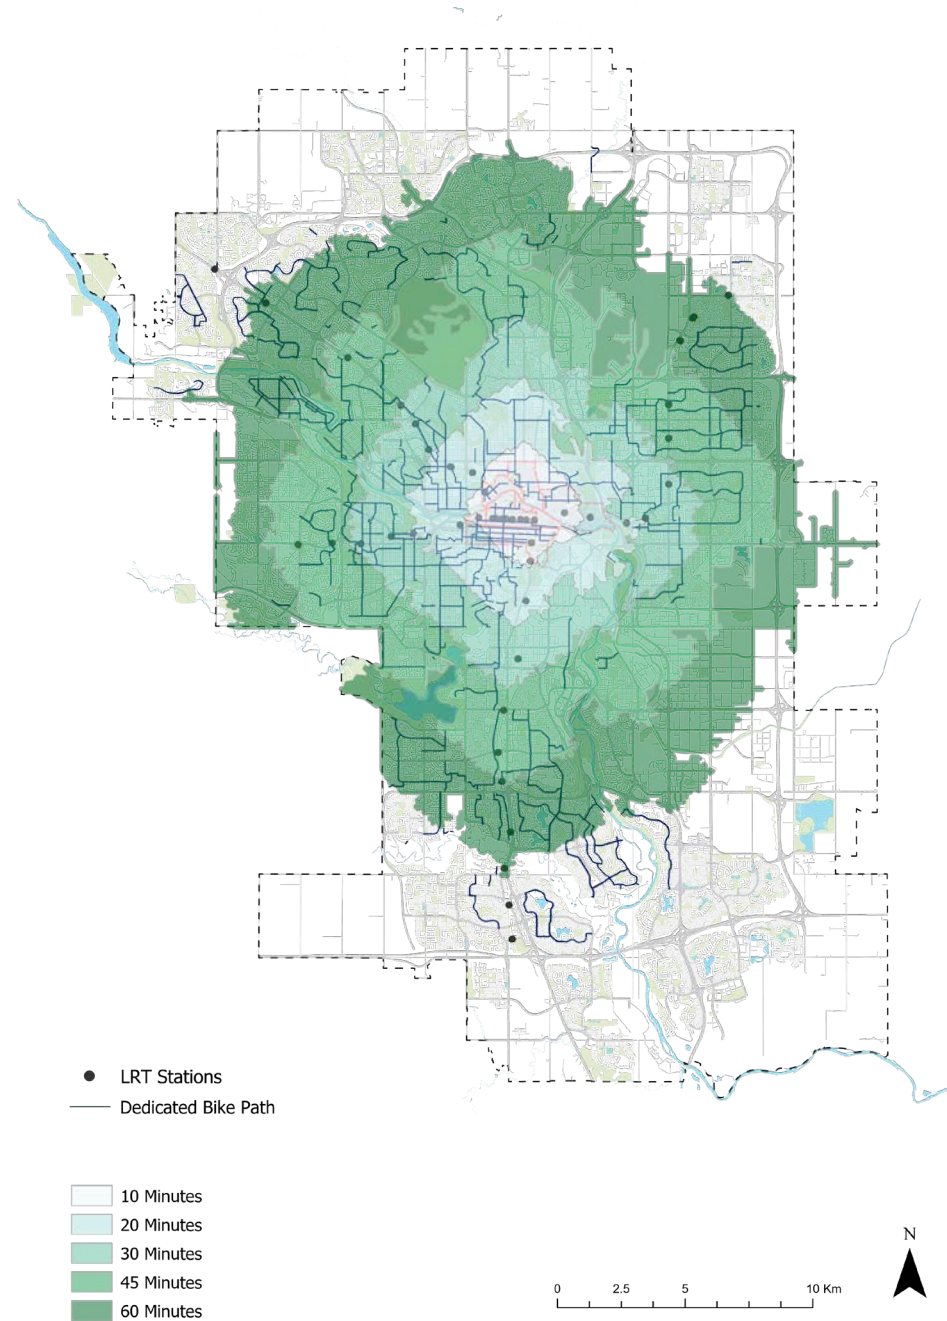 LRT Stations
Dedicated Bike Path
10 Minutes
20 Minutes
30 Minutes
45 Minutes
60 Minutes
N
0 2.5 5 10 Km